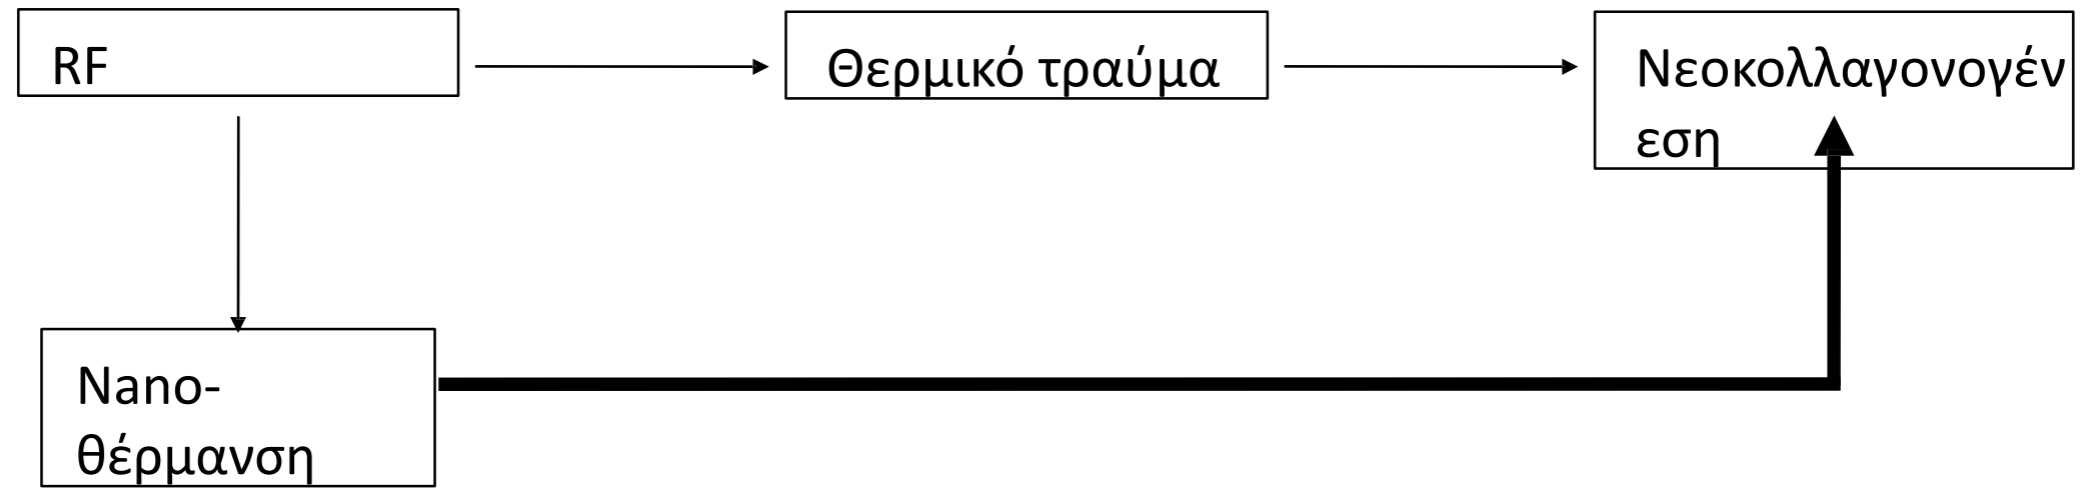 RF
Θερμικό τραύμα
Νεοκολλαγονογέν
εση
Nano-
θέρμανση